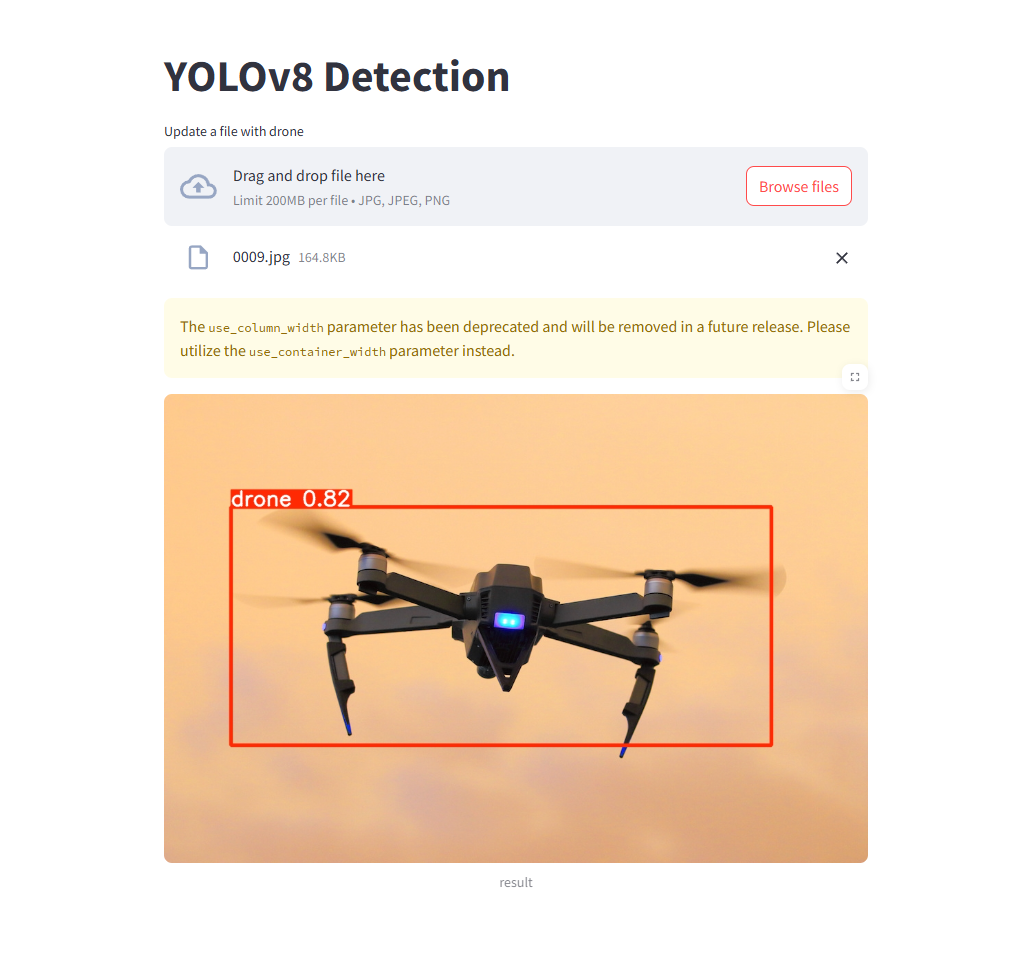 YOLOv8 Detection
Update a file with drone
Drag and drop file here
Limit 200MB per file • JPG, JPEG, PNG
Browse files
0009.jpg 164.8KB
The use_column_width parameter has been deprecated and will be removed in a future release. Please
utilize the use_container_width parameter instead.
drone 0.82
result